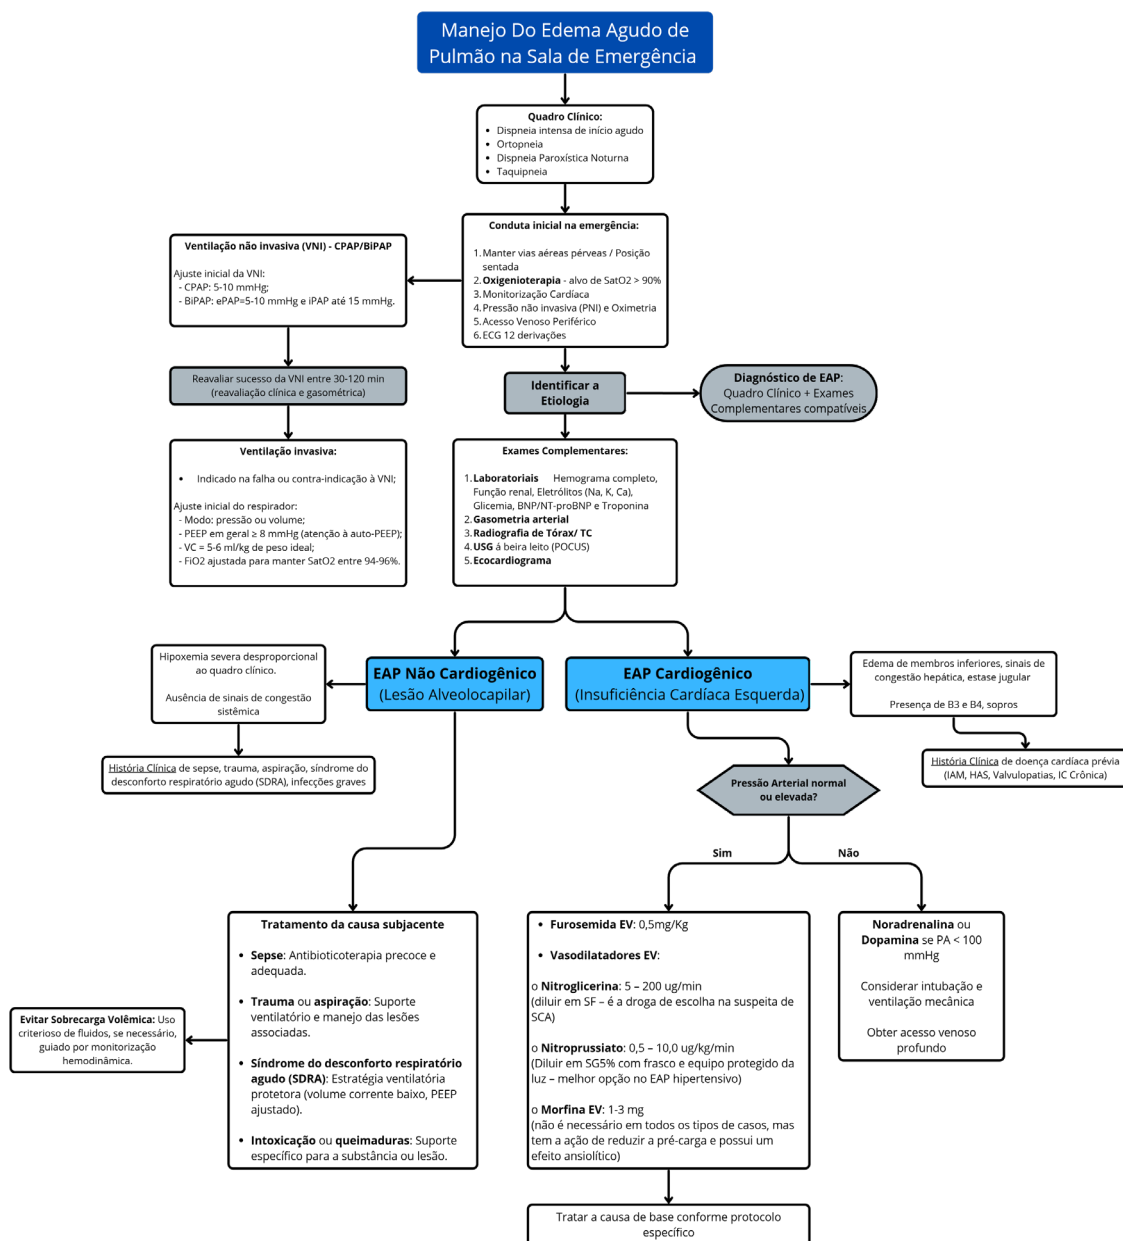 Manejo Do Edema Agudo de
Pulmão na Sala de Emergência
Quadro Clínico:
• Dispneia intensa de início agudo
• Ortopneia
• Dispneia Paroxística Noturna
• Taquipneia
Conduta inicial na emergência:
1. Manter vias aéreas pérveas / Posição
sentada
2. Oxigenioterapia - alvo de SatO2 > 90%
3. Monitorização Cardíaca
4. Pressão não invasiva (PNI) e Oximetria
5. Acesso Venoso Periférico
6. ECG 12 derivações
Ventilação não invasiva (VNI) - CPAP/BiPAP
Ajuste inicial da VNI:
- CPAP: 5-10 mmHg;
- BiPAP: ePAP=5-10 mmHg e iPAP até 15 mmHg.
Reavaliar sucesso da VNI entre 30-120 min
(reavaliação clínica e gasométrica)
Ventilação invasiva:
• Indicado na falha ou contra-indicação à VNI;
Ajuste inicial do respirador:
- Modo: pressão ou volume;
- PEEP em geral ≥ 8 mmHg (atenção à auto-PEEP);
- VC = 5-6 ml/kg de peso ideal;
- FiO2 ajustada para manter SatO2 entre 94-96%.
Identificar a
Etiologia
Diagnóstico de EAP:
Quadro Clínico + Exames
Complementares compatíveis
Exames Complementares:
1. Laboratoriais Hemograma completo,
Função renal, Eletrólitos (Na, K, Ca),
Glicemia, BNP/NT-proBNP e Troponina
2. Gasometria arterial
3. Radiografia de Tórax/ TC
4. USG á beira leito (POCUS)
5. Ecocardiograma
EAP Não Cardiogênico
(Lesão Alveolocapilar)
Hipoxemia severa desproporcional
ao quadro clínico.
Ausência de sinais de congestão
sistêmica
História Clínica de sepse, trauma, aspiração, síndrome do
desconforto respiratório agudo (SDRA), infecções graves
EAP Cardiogênico
(Insuficiência Cardíaca Esquerda)
Edema de membros inferiores, sinais de
congestão hepática, estase jugular
Presença de B3 e B4, sopros
História Clínica de doença cardíaca prévia
(IAM, HAS, Valvulopatias, IC Crônica)
Pressão Arterial normal
ou elevada?
Sim
Não
Tratamento da causa subjacente
• Sepse: Antibioticoterapia precoce e
adequada.
• Trauma ou aspiração: Suporte
ventilatório e manejo das lesões
associadas.
• Síndrome do desconforto respiratório
agudo (SDRA): Estratégia ventilatória
protetora (volume corrente baixo, PEEP
ajustado).
• Intoxicação ou queimaduras: Suporte
específico para a substância ou lesão.
Evitar Sobrecarga Volêmica: Uso
criterioso de fluidos, se necessário,
guiado por monitorização
hemodinâmica.
• Furosemida EV: 0,5mg/Kg
• Vasodilatadores EV:
o Nitroglicerina: 5 – 200 ug/min
(diluir em SF – é a droga de escolha na suspeita de
SCA)
o Nitroprussiato: 0,5 – 10,0 ug/kg/min
(Diluir em SG5% com frasco e equipo protegido da
luz – melhor opção no EAP hipertensivo)
o Morfina EV: 1-3 mg
(não é necessário em todos os tipos de casos, mas
tem a ação de reduzir a pré-carga e possui um
efeito ansiolítico)
Noradrenalina ou
Dopamina se PA < 100
mmHg
Considerar intubação e
ventilação mecânica
Obter acesso venoso
profundo
Tratar a causa de base conforme protocolo
específico